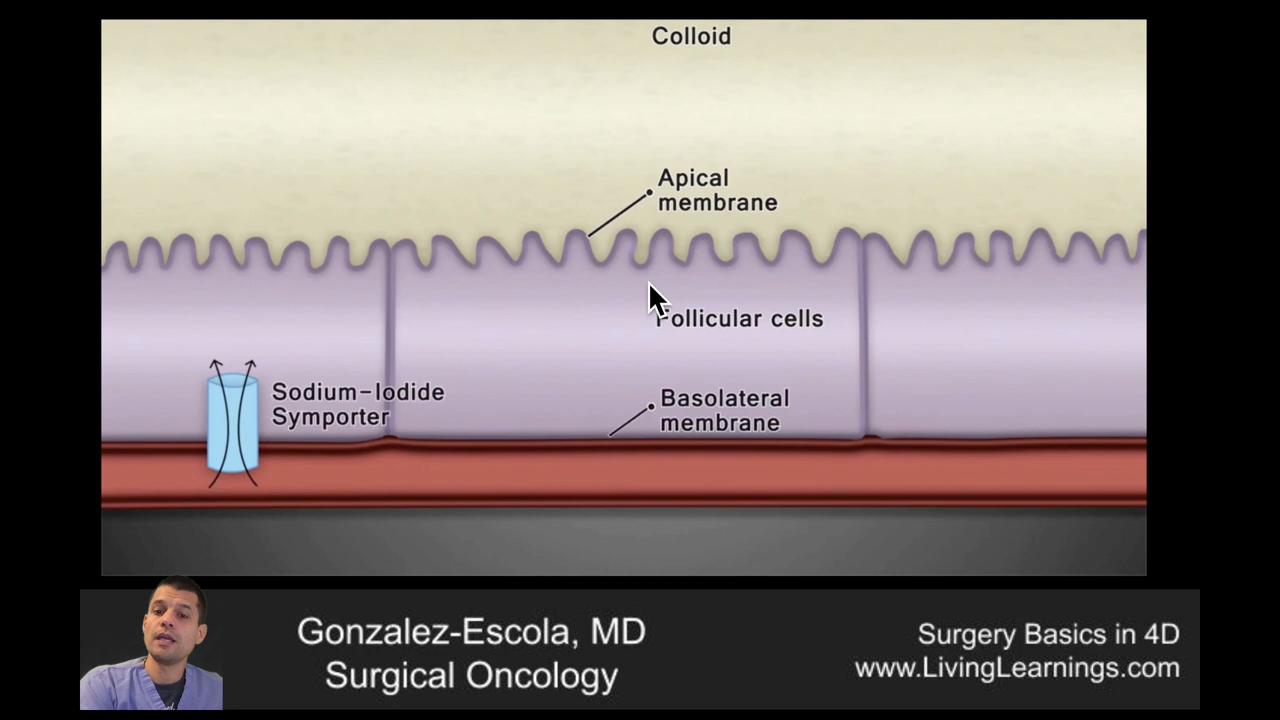 Colloid
Apical
membrane
Follicular cells
Sodium-Iodide
Symporter
Basolateral
membrane
Gonzalez-Escola, MD
Surgical Oncology
Surgery Basics in 4D
www.LivingLearnings.com